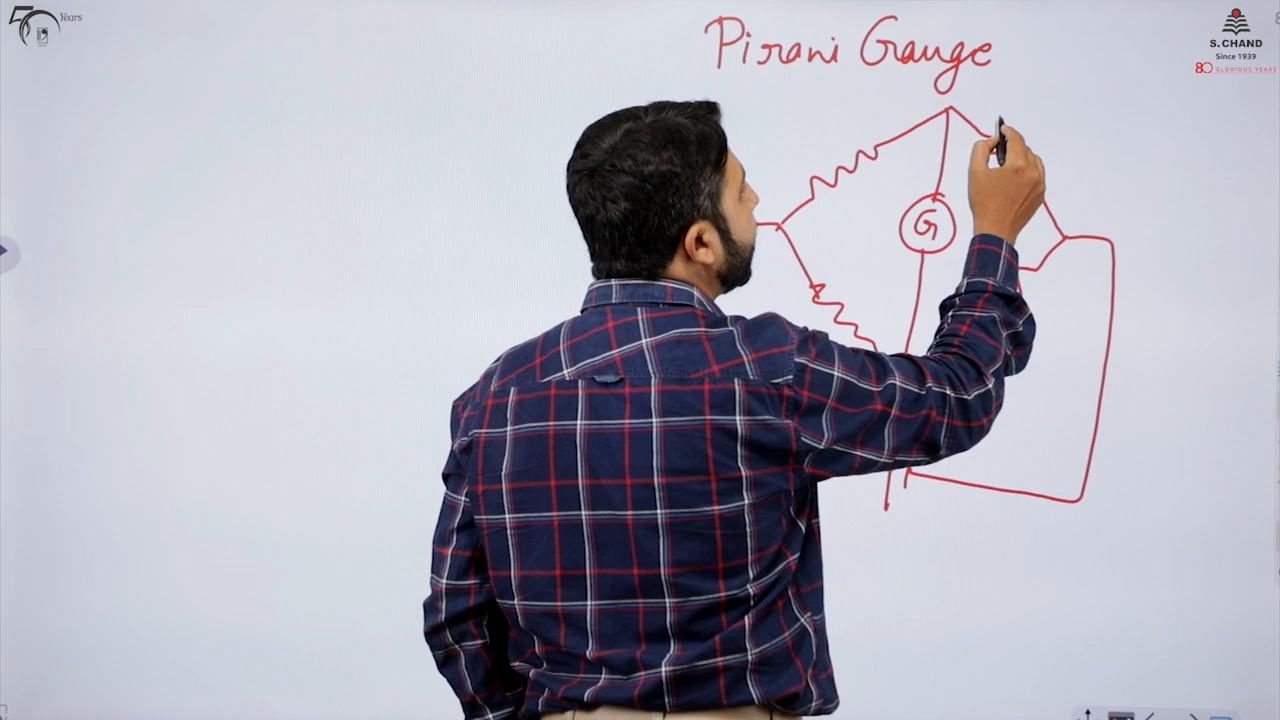 Years
Pirani Gauge
S. CHAND
Since 1939
80 GLORIOUS YEARS
G